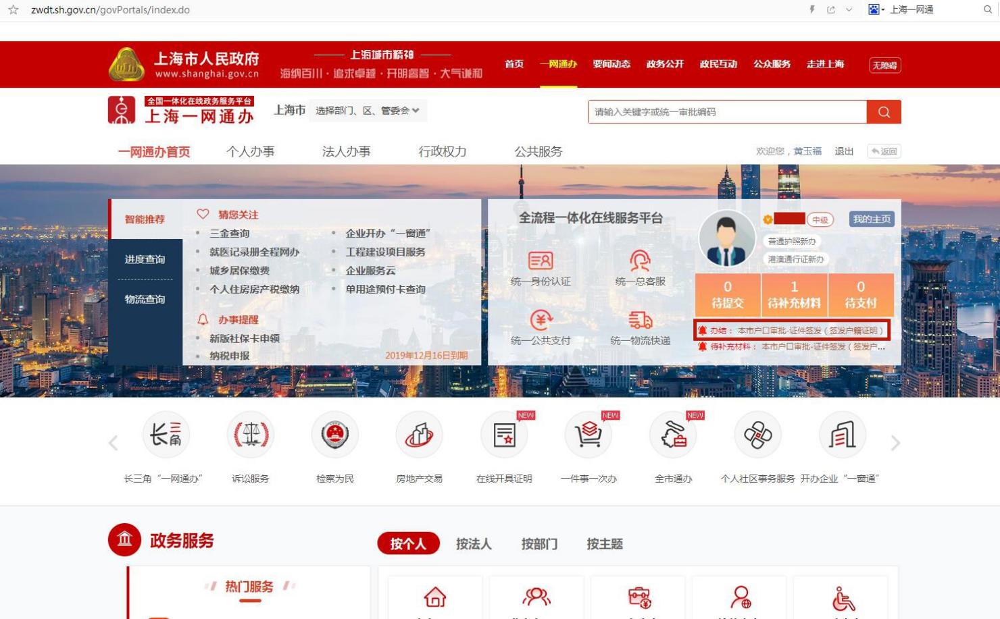 zwdt.sh.gov.cn/govPortals/index.do
上海一网通
上海市人民政府
www.shanghai.gov.cn
上海城市精神
海纳百川·追求卓越·开明睿智·大气谦和
首页 一网通办 要闻动态 政务公开 政民互动 公众服务 走进上海 无障碍
全国一体化在线政务服务平台
上海一网通办
上海市 选择部门、区、管委会
请输入关键字或统一审批编码
一网通办首页 个人办事 法人办事 行政权力 公共服务
欢迎您，黄玉福 退出 返回
智能推荐
进度查询
物流查询
猜您关注
三金查询 企业开办“一窗通”
就医记录册全程网办 工程建设项目服务
城乡居保缴费 企业服务云
个人住房房产税缴纳 单用途预付卡查询
办事提醒
新版社保卡申领
纳税申报 2019年12月16日到期
全流程一体化在线服务平台
统一身份认证 统一总客服
统一公共支付 统一物流快递
中级 我的主页
普通护照新办
港澳通行证新办
0 1 0
待提交 待补充材料 待支付
办结： 本市户口审批-证件签发（签发户籍证明）
待补充材料： 本市户口审批-证件签发（签发户...
NEW NEW NEW
长三角
长三角“一网通办” 诉讼服务 检察为民 房地产交易 在线开具证明 一件事一次办 全市通办 个人社区事务服务 开办企业“一窗通”
政务服务
按个人 按法人 按部门 按主题
热门服务